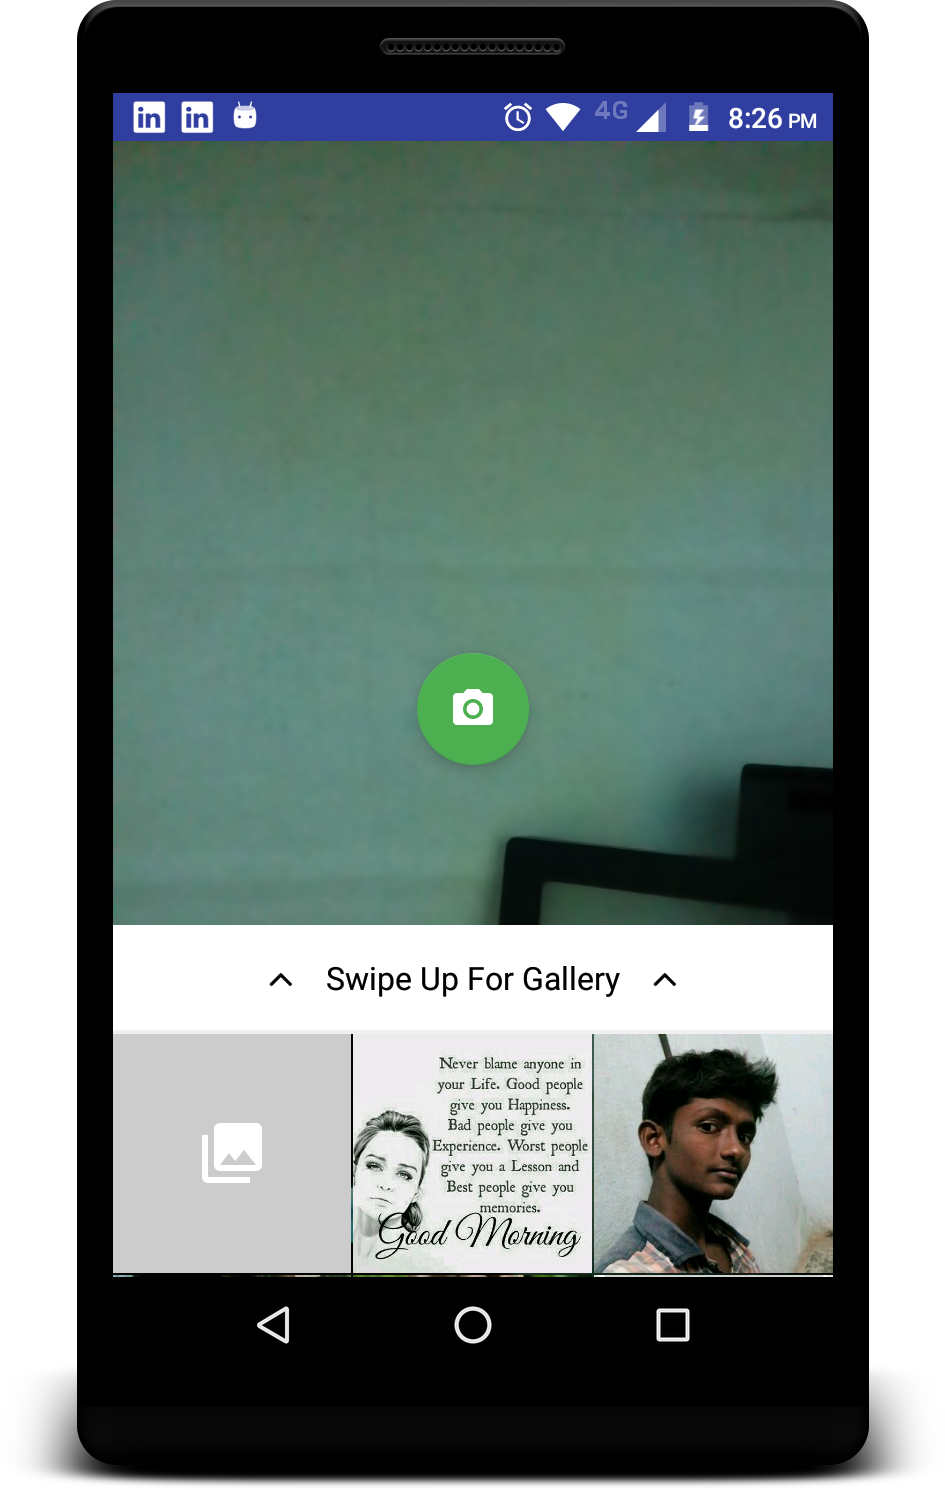 in in 4G 8:26 PM
Swipe Up For Gallery
Never blame anyone in
your Life. Good people
give you Happiness.
Bad people give you
Experience. Worst people
give you a Lesson and
Best people give you
memories.
Good Morning